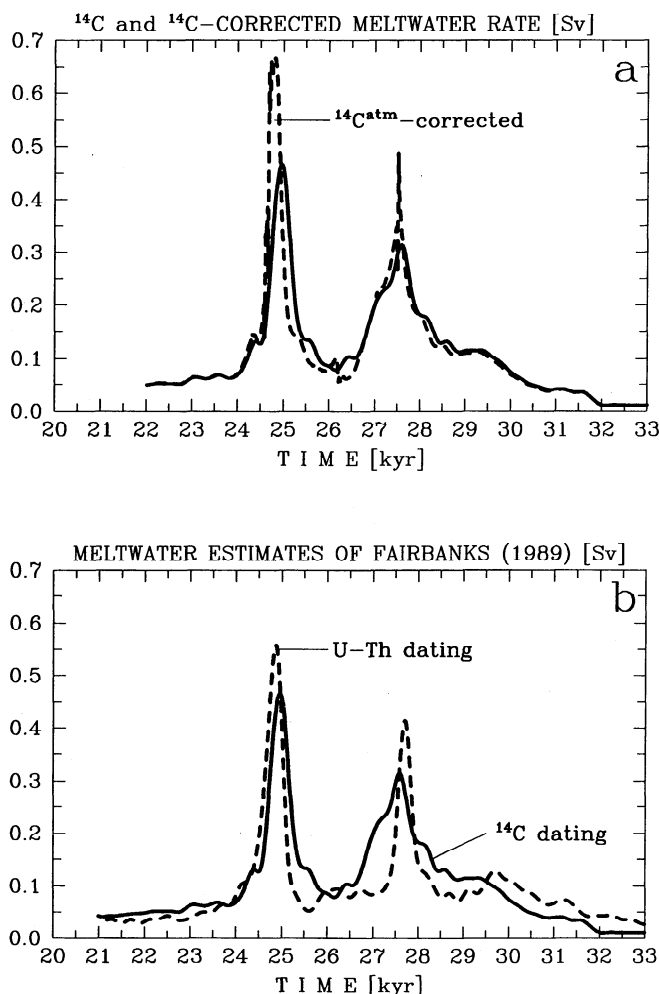 ¹⁴C and ¹⁴C−CORRECTED MELTWATER RATE [Sv]
a
0.7
0.6
0.5
0.4
0.3
0.2
0.1
0.0
¹⁴Cᵃᵗᵐ−corrected
20 21 22 23 24 25 26 27 28 29 30 31 32 33
T I M E [kyr]
MELTWATER ESTIMATES OF FAIRBANKS (1989) [Sv]
b
0.7
0.6
0.5
0.4
0.3
0.2
0.1
0.0
U−Th dating
¹⁴C dating
20 21 22 23 24 25 26 27 28 29 30 31 32 33
T I M E [kyr]